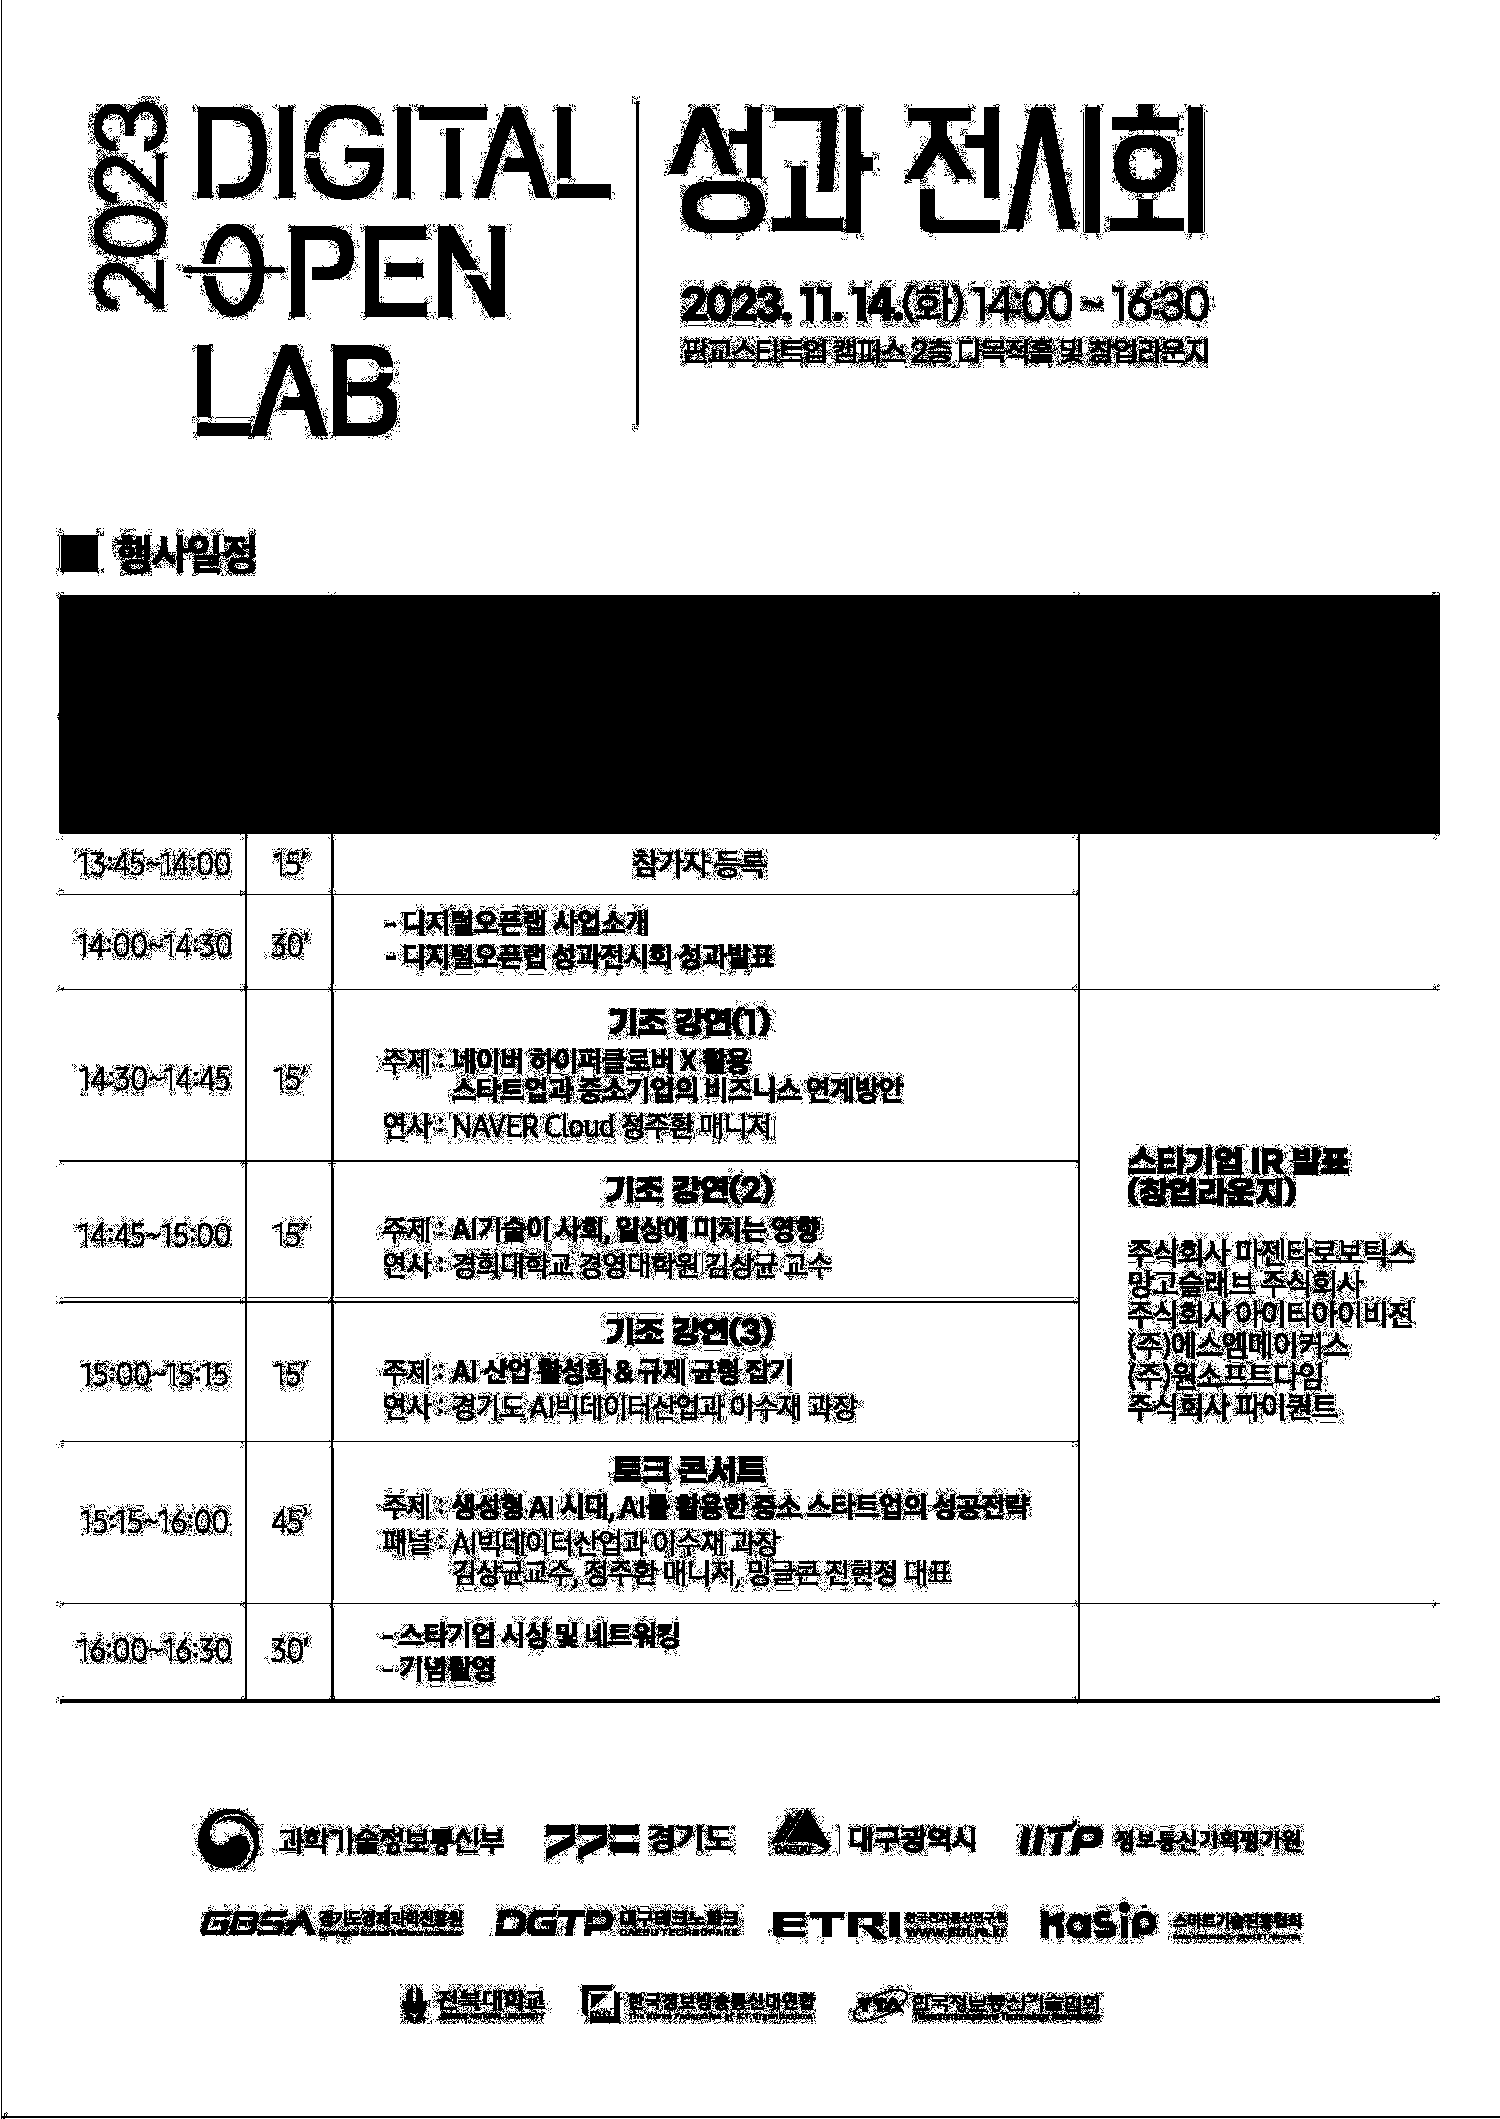 2023
DIGITAL
OPEN
LAB
성과 전시회
2023. 11. 14.(화) 14:00 ~ 16:30
판교스타트업 캠퍼스 2층 다목적홀 및 창업라운지
■ 행사일정
13:45~14:00 15' 참가자 등록
14:00~14:30 30'
- 디지털오픈랩 사업소개
- 디지털오픈랩 성과전시회 성과발표
14:30~14:45 15'
기조 강연(1)
주제 : 네이버 하이퍼클로버 X 활용
스타트업과 중소기업의 비즈니스 연계방안
연사 : NAVER Cloud 정주환 매니저
14:45~15:00 15'
기조 강연(2)
주제 : AI기술이 사회, 일상에 미치는 영향
연사 : 경희대학교 경영대학원 김상균 교수
15:00~15:15 15'
기조 강연(3)
주제 : AI 산업 활성화 & 규제 균형 잡기
연사 : 경기도 AI빅데이터산업과 이수재 과장
15:15~16:00 45'
토크 콘서트
주제 : 생성형 AI 시대, AI를 활용한 중소 스타트업의 성공전략
패널 : AI빅데이터산업과 이수재 과장
김상균교수, 정주환 매니저, 밍글콘 진현정 대표
16:00~16:30 30'
- 스타기업 시상 및 네트워킹
- 기념촬영
스타기업 IR 발표
(창업라운지)
주식회사 마젠타로보틱스
망고슬래브 주식회사
주식회사 아이티아이비전
(주)에스엠메이커스
(주)원소프트다임
주식회사 파이퀀트
과학기술정보통신부 경기도 대구광역시 IITP 정보통신기획평가원
GBSA 경기도경제과학진흥원 DGTP 대구테크노파크 ETRI 한국전자통신연구원 Kasip 스마트기술진흥협회
전북대학교 한국정보방송통신대연합 TTA 한국정보통신기술협회